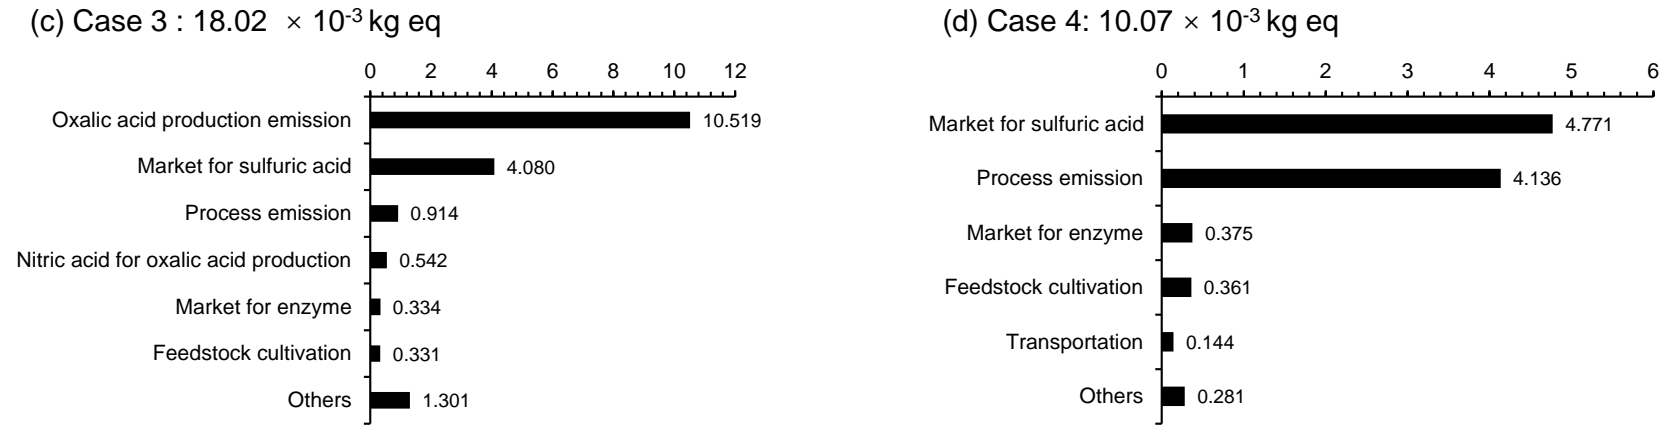 (c) Case 3 : 18.02 × 10-3 kg eq
0 2 4 6 8 10 12
Oxalic acid production emission 10.519
Market for sulfuric acid 4.080
Process emission 0.914
Nitric acid for oxalic acid production 0.542
Market for enzyme 0.334
Feedstock cultivation 0.331
Others 1.301
(d) Case 4: 10.07 × 10-3 kg eq
0 1 2 3 4 5 6
Market for sulfuric acid 4.771
Process emission 4.136
Market for enzyme 0.375
Feedstock cultivation 0.361
Transportation 0.144
Others 0.281